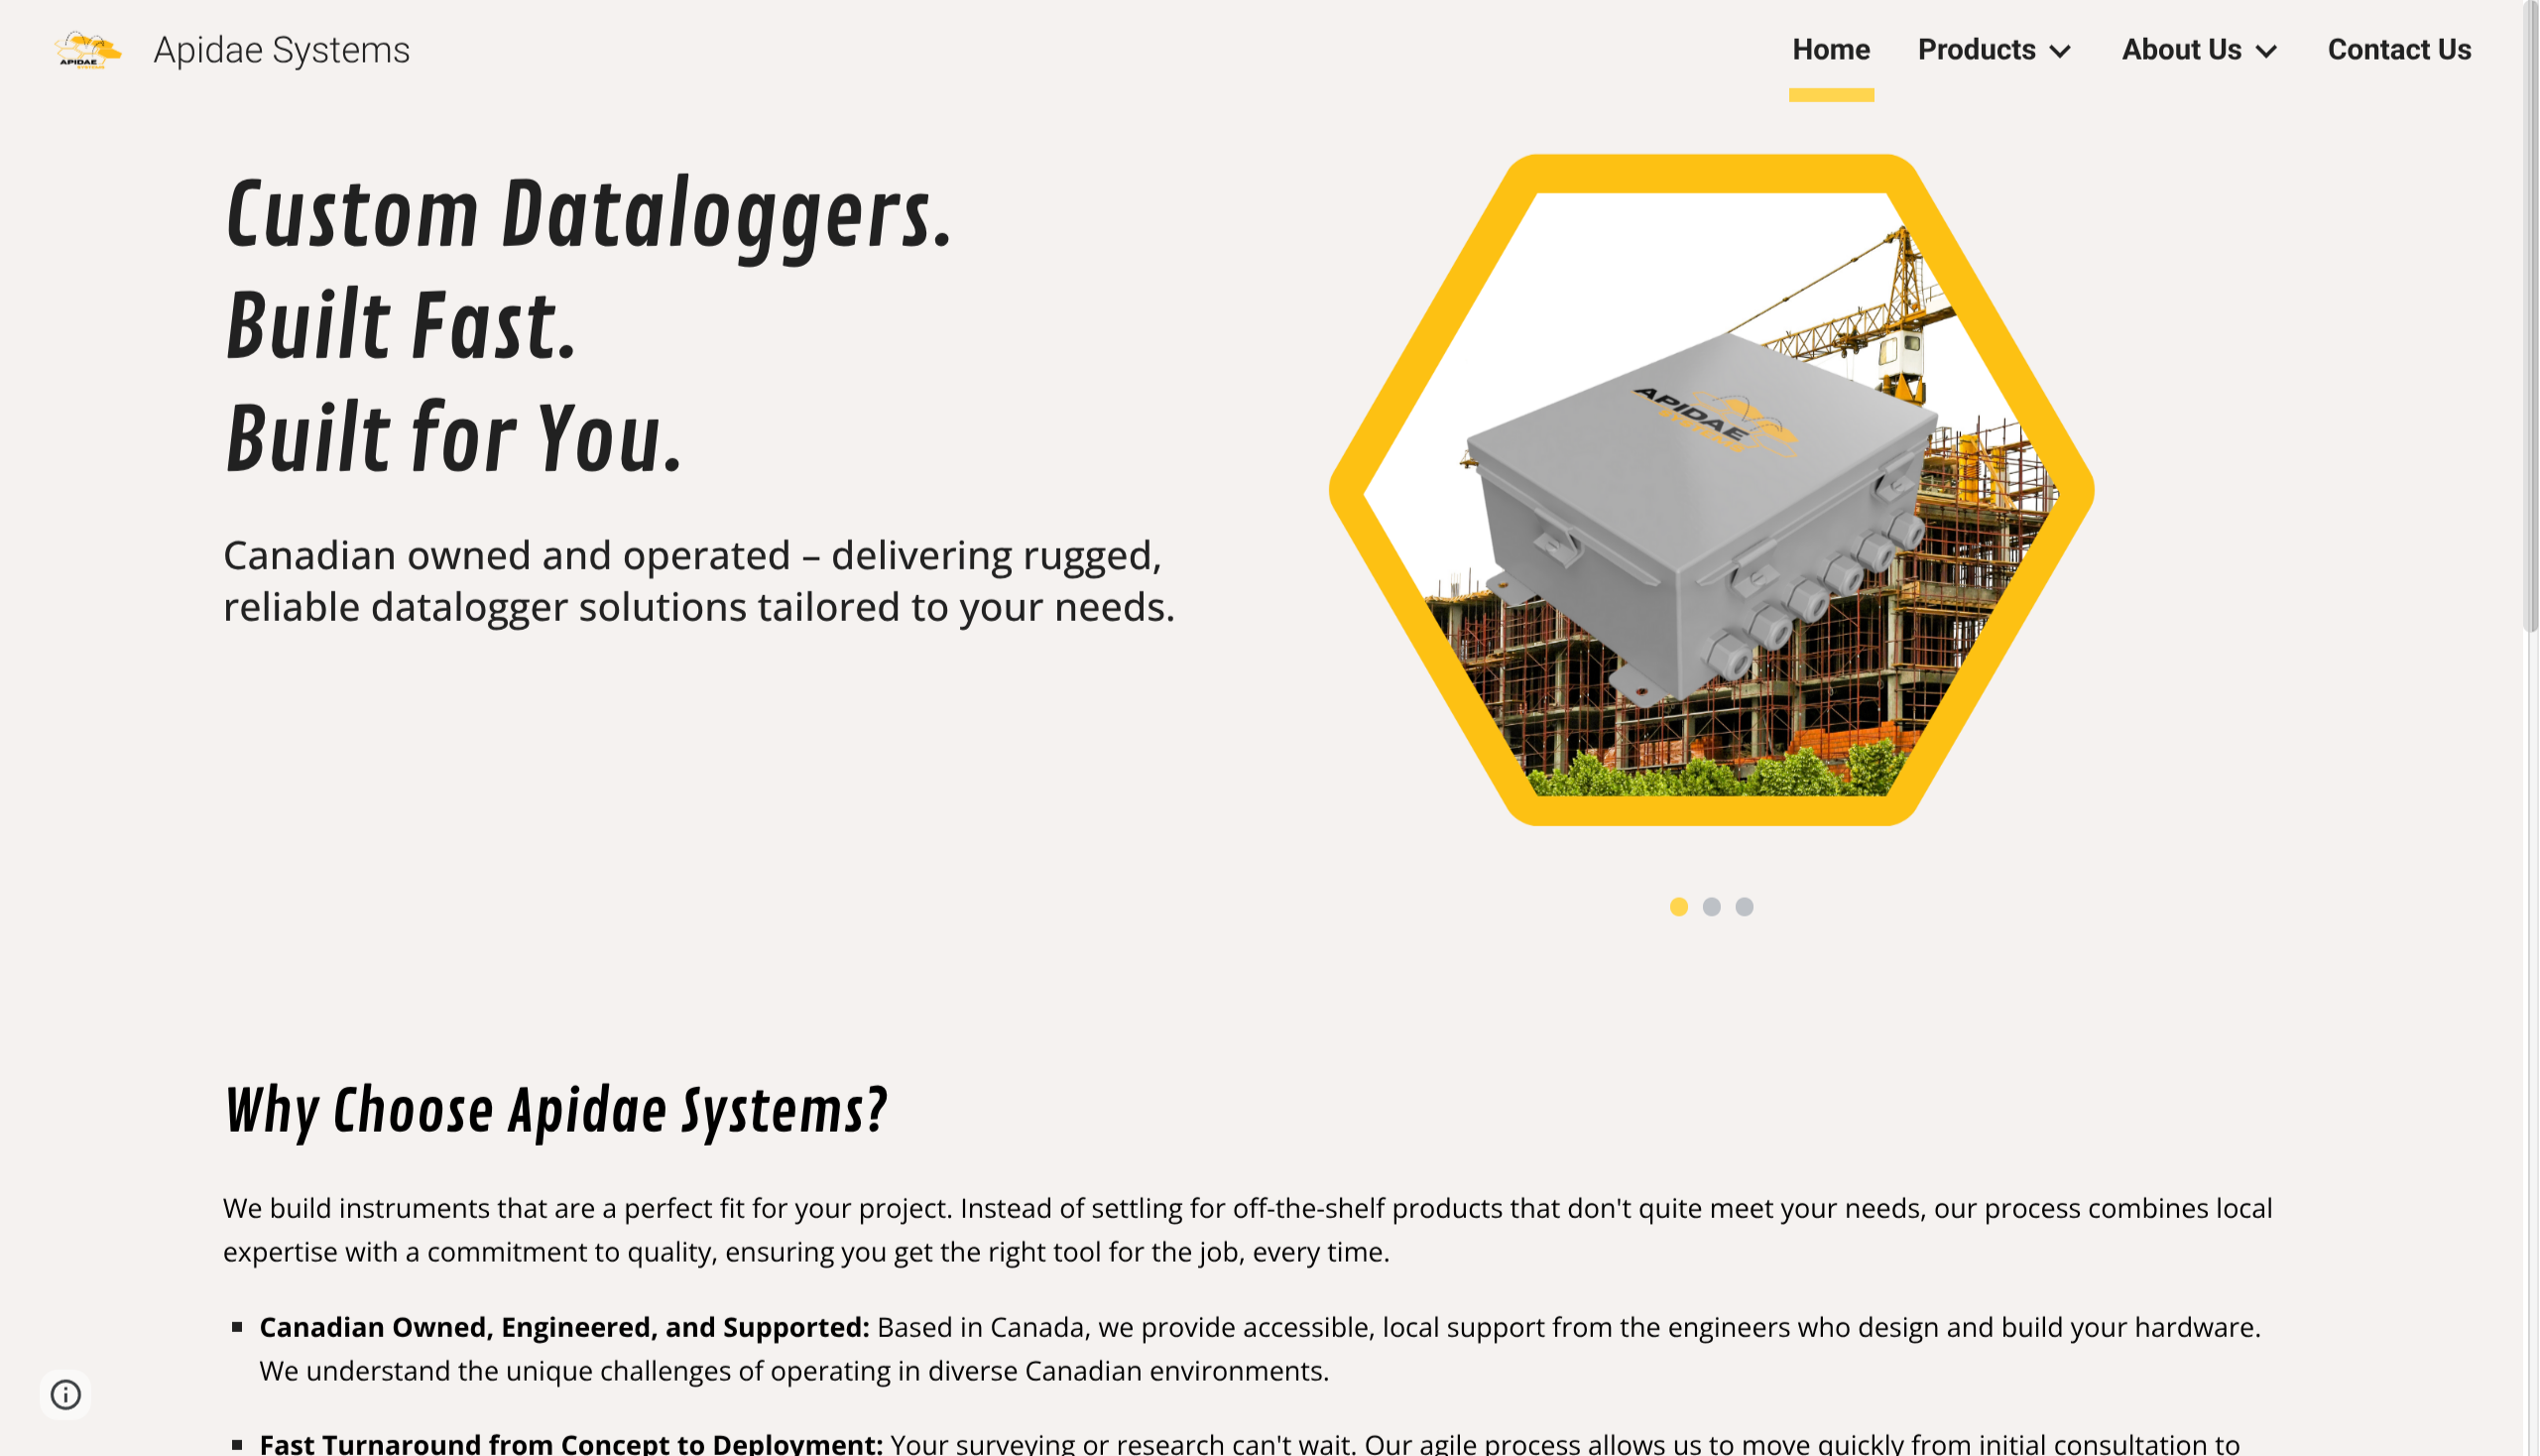 APIDAE
SYSTEMS
Apidae Systems
Home
Products
About Us
Contact Us
Custom Dataloggers.
Built Fast.
Built for You.
Canadian owned and operated – delivering rugged,
reliable datalogger solutions tailored to your needs.
APIDAE
SYSTEMS
Why Choose Apidae Systems?
We build instruments that are a perfect fit for your project. Instead of settling for off-the-shelf products that don't quite meet your needs, our process combines local
expertise with a commitment to quality, ensuring you get the right tool for the job, every time.
Canadian Owned, Engineered, and Supported: Based in Canada, we provide accessible, local support from the engineers who design and build your hardware.
We understand the unique challenges of operating in diverse Canadian environments.
Fast Turnaround from Concept to Deployment: Your surveying or research can't wait. Our agile process allows us to move quickly from initial consultation to